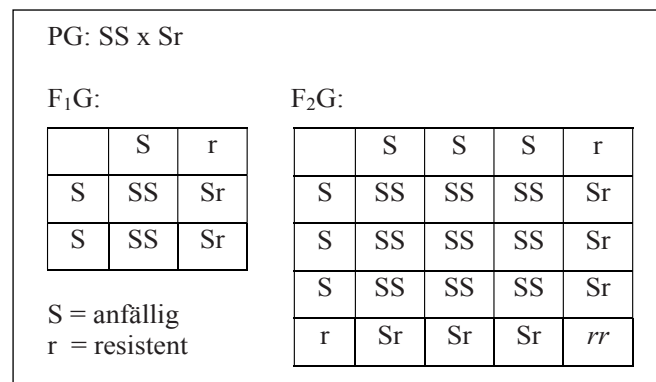 PG: SS x Sr
F₁G:
S r
S SS Sr
S SS Sr
S = anfällig
r = resistent
F₂G:
S S S r
S SS SS SS Sr
S SS SS SS Sr
S SS SS SS Sr
r Sr Sr Sr rr